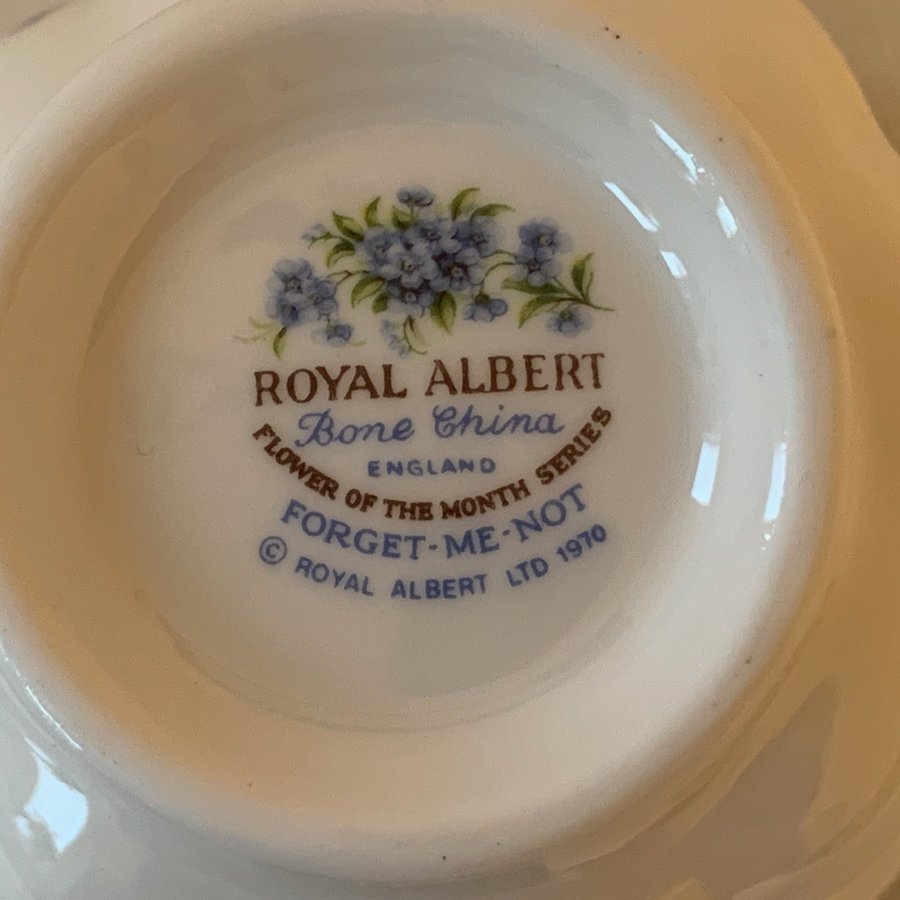 ROYAL ALBERT
Bone China
ENGLAND
FLOWER OF THE MONTH SERIES
FORGET-ME-NOT
© ROYAL ALBERT LTD 1970